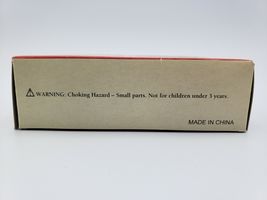 ⚠ WARNING: Choking Hazard – Small parts. Not for children under 3 years.
MADE IN CHINA